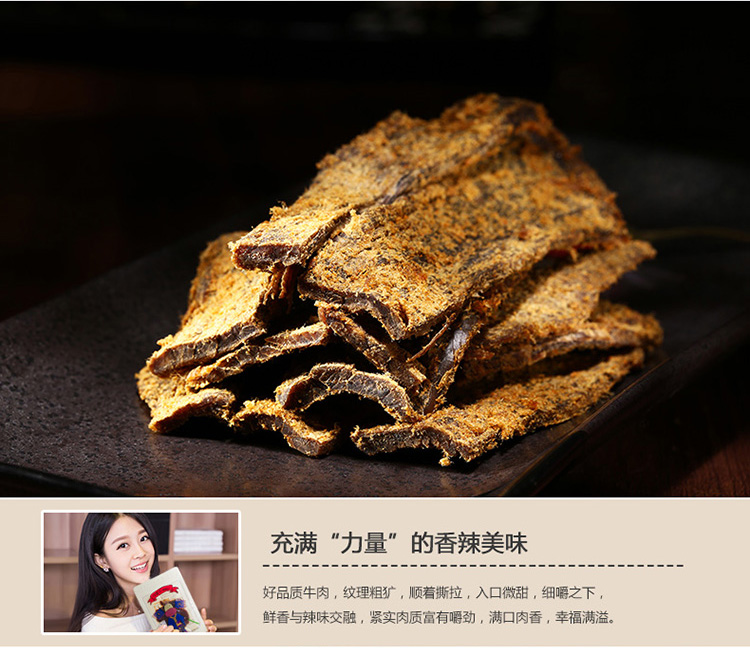 充满“力量”的香辣美味
好品质牛肉，纹理粗犷，顺着撕拉，入口微甜，细嚼之下，
鲜香与辣味交融，紧实肉质富有嚼劲，满口肉香，幸福满溢。